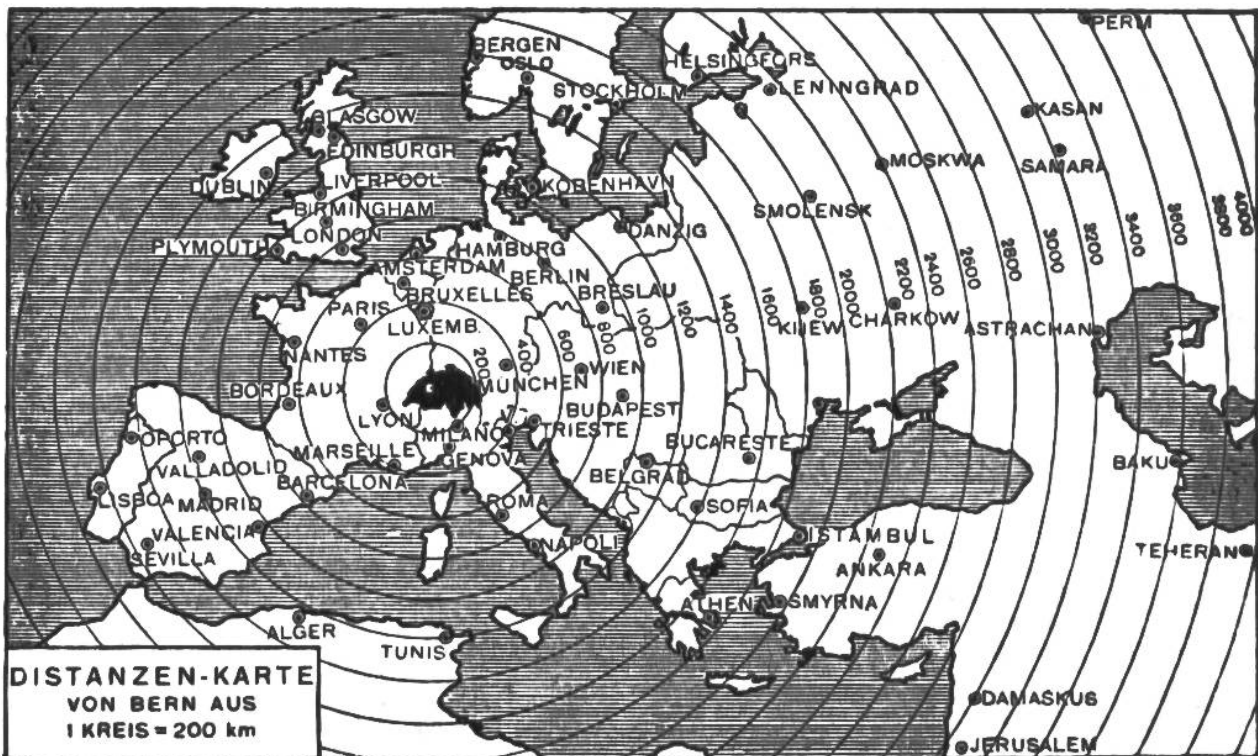 PERM
BERGEN
OSLO
HELSINGFORS
STOCKHOLM
LENINGRAD
KASAN
GLASGOW
EDINBURGH
MOSKWA
SAMARA
DUBLIN
LIVERPOOL
KOBENHAVN
BIRMINGHAM
SMOLENSK
PLYMOUTH
LONDON
HAMBURG
DANZIG
AMSTERDAM
BERLIN
BRUXELLES
BRESLAU
PARIS
LUXEMB.
KIJEW
CHARKOW
ASTRACHAN
200
400
600
800
1000
1200
1400
1600
1800
2000
2200
2400
2600
2800
3000
3200
3400
3600
3800
4000
NANTES
WIEN
MÜNCHEN
BORDEAUX
BUDAPEST
LYON
MILANO
TRIESTE
OPORTO
BUCARESTE
MARSEILLE
GENOVA
VALLADOLID
BELGRAD
BAKU
LISBOA
MADRID
BARCELONA
ROMA
SOFIA
VALENCIA
SEVILLA
NAPOLI
ISTAMBUL
TEHERAN
ANKARA
ATHEN
SMYRNA
ALGER
TUNIS
DAMASKUS
JERUSALEM
DISTANZEN-KARTE
VON BERN AUS
1 KREIS = 200 km